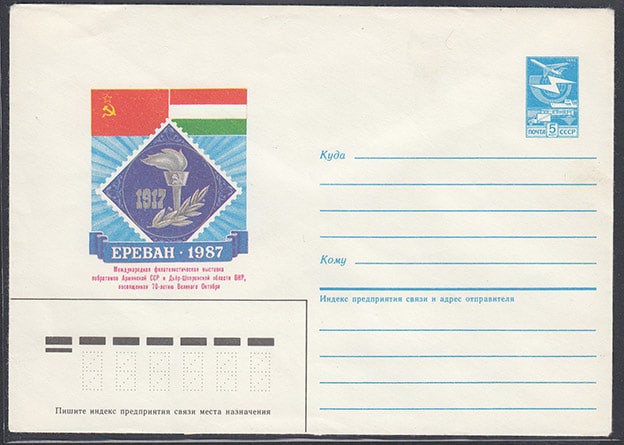 ПОЧТА 5 СССР
1917
ЕРЕВАН · 1987
Международная филателистическая выставка
побратимов Армянской ССР и Дьёр-Шопронской области ВНР,
посвященная 70-летию Великого Октября
Куда
Кому
Индекс предприятия связи и адрес отправителя
Пишите индекс предприятия связи места назначения